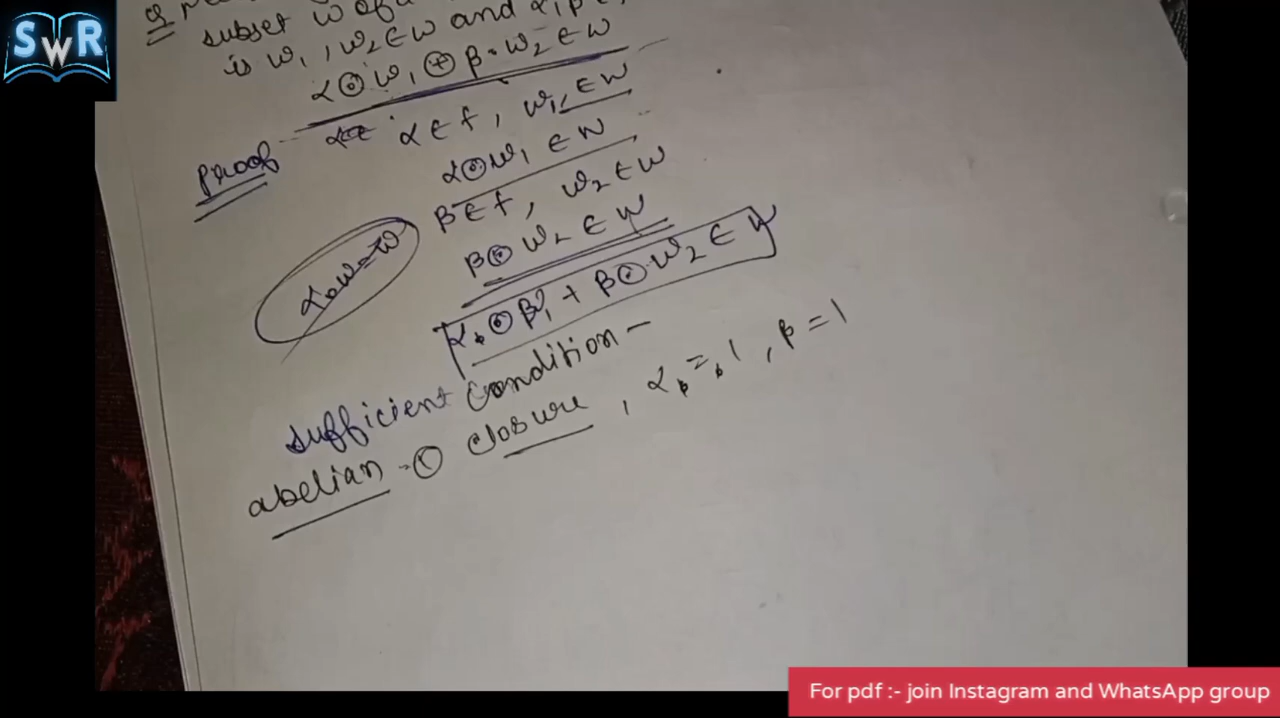 SWR
subset W of a
is w₁, w₂ ∈ W and α, β ∈
α ⊙ w₁ ⊕ β · w₂ ∈ W
Proof - α ∈ f, w₁ ∈ W
α ⊙ w₁ ∈ W
β ∈ f, w₂ ∈ W
α · w = w
β ⊕ w₂ ∈ W
+ β ⊙ w₂ ∈ W
sufficient condition -
abelian - ① closure, = 1, β = 1
For pdf :- join Instagram and WhatsApp group